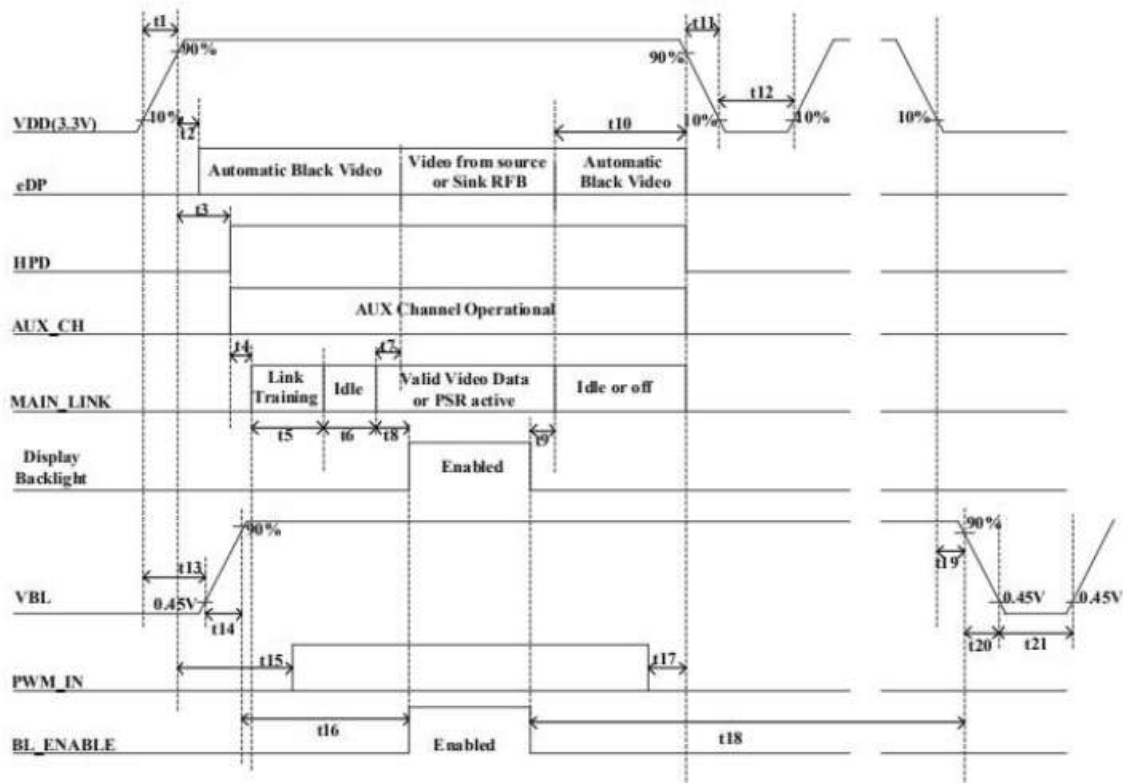 t1
t11
90%
90%
t12
VDD(3.3V)
10%
t2
t10
10%
10%
10%
eDP
Automatic Black Video
Video from source
or Sink RFB
Automatic
Black Video
t3
HPD
AUX_CH
AUX Channel Operational
t4
t7
MAIN_LINK
Link
Training
Idle
Valid Video Data
or PSR active
Idle or off
t5
t6
t8
t9
Display
Backlight
Enabled
90%
90%
t13
t19
VBL
0.45V
0.45V
0.45V
t14
t20
t21
t15
t17
PWM_IN
t16
t18
BL_ENABLE
Enabled